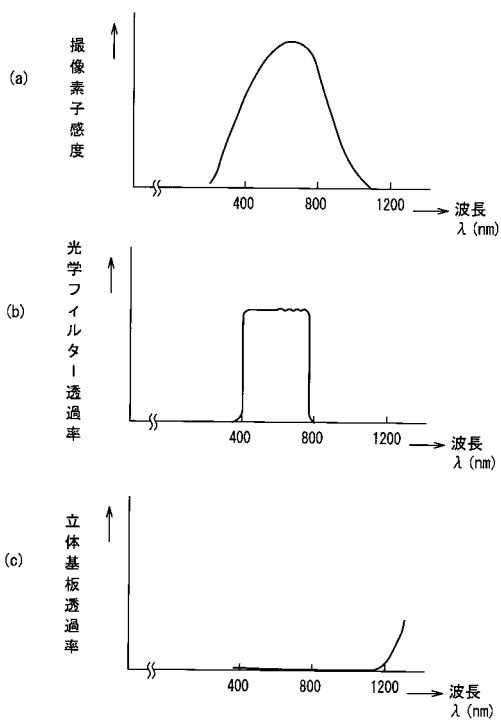 (a)
撮像素子感度
400
800
1200
波長
λ (nm)
(b)
光学フィルター透過率
400
800
1200
波長
λ (nm)
(c)
立体基板透過率
400
800
1200
波長
λ (nm)